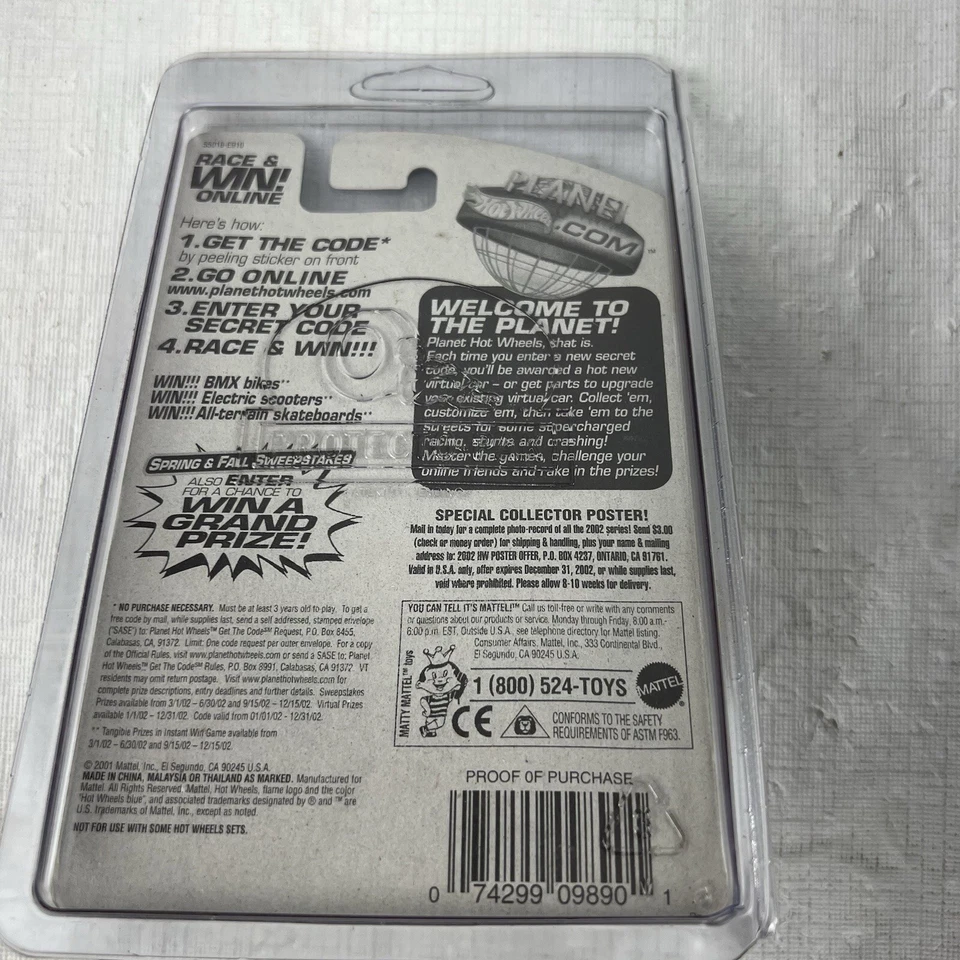 RACE &
WIN!
ONLINE
Here's how:
1.GET THE CODE*
by peeling sticker on front
2.GO ONLINE
www.planethotwheels.com
3.ENTER YOUR
SECRET CODE
4.RACE & WIN!!!
WIN!!! BMX bikes**
WIN!!! Electric scooters**
WIN!!! All-terrain skateboards**
SPRING & FALL SWEEPSTAKES
ALSO ENTER
FOR A CHANCE TO
WIN A
GRAND
PRIZE!
PLANET
Hot Wheels
.COM™
WELCOME TO
THE PLANET!
Planet Hot Wheels, that is.
Each time you enter a new secret
code, you'll be awarded a hot new
virtual car – or get parts to upgrade
your existing virtual car. Collect 'em,
customize 'em, then take 'em to the
streets for some supercharged
racing, stunts and crashing!
Master the games, challenge your
online friends and rake in the prizes!
SPECIAL COLLECTOR POSTER!
Mail in today for a complete photo-record of all the 2002 series! Send $3.00
(check or money order) for shipping & handling, plus your name & mailing
address to: 2002 HW POSTER OFFER, P.O. BOX 4237, ONTARIO, CA 91761.
Valid in U.S.A. only, offer expires December 31, 2002, or while supplies last,
void where prohibited. Please allow 8-10 weeks for delivery.
* NO PURCHASE NECESSARY. Must be at least 3 years old to play. To get a
free code by mail, while supplies last, send a self addressed, stamped envelope
("SASE") to: Planet Hot Wheels™ Get The Code℠ Request, P.O. Box 8455,
Calabasas, CA, 91372. Limit: One code request per outer envelope. For a copy
of the Official Rules, visit www.planethotwheels.com or send a SASE to: Planet
Hot Wheels™ Get The Code℠ Rules, P.O. Box 8991, Calabasas, CA 91372. VT
residents may omit return postage. Visit www.planethotwheels.com for
complete prize descriptions, entry deadlines and further details. Sweepstakes
Prizes available from 3/1/02 – 6/30/02 and 9/15/02 – 12/15/02. Virtual Prizes
available 1/1/02 – 12/31/02. Code valid from 01/01/02 - 12/31/02.
** Tangible Prizes in Instant Win Game available from
3/1/02 – 6/30/02 and 9/15/02 – 12/15/02.
© 2001 Mattel, Inc., El Segundo, CA 90245 U.S.A.
MADE IN CHINA, MALAYSIA OR THAILAND AS MARKED. Manufactured for
Mattel. All Rights Reserved. Mattel, Hot Wheels, flame logo and the color
"Hot Wheels blue", and associated trademarks designated by ® and ™ are
U.S. trademarks of Mattel, Inc., except as noted.
NOT FOR USE WITH SOME HOT WHEELS SETS.
YOU CAN TELL IT'S MATTEL!™ Call us toll-free or write with any comments
or questions about our products or service. Monday through Friday, 8:00 a.m.-
6:00 p.m. EST, Outside U.S.A., see telephone directory for Mattel listing.
Consumer Affairs, Mattel, Inc., 333 Continental Blvd.,
El Segundo, CA 90245 U.S.A.
MATTY MATTEL™ toys
1 (800) 524-TOYS
MATTEL®
CE
CONFORMS TO THE SAFETY
REQUIREMENTS OF ASTM F963.
PROOF OF PURCHASE
0 74299 09890 1